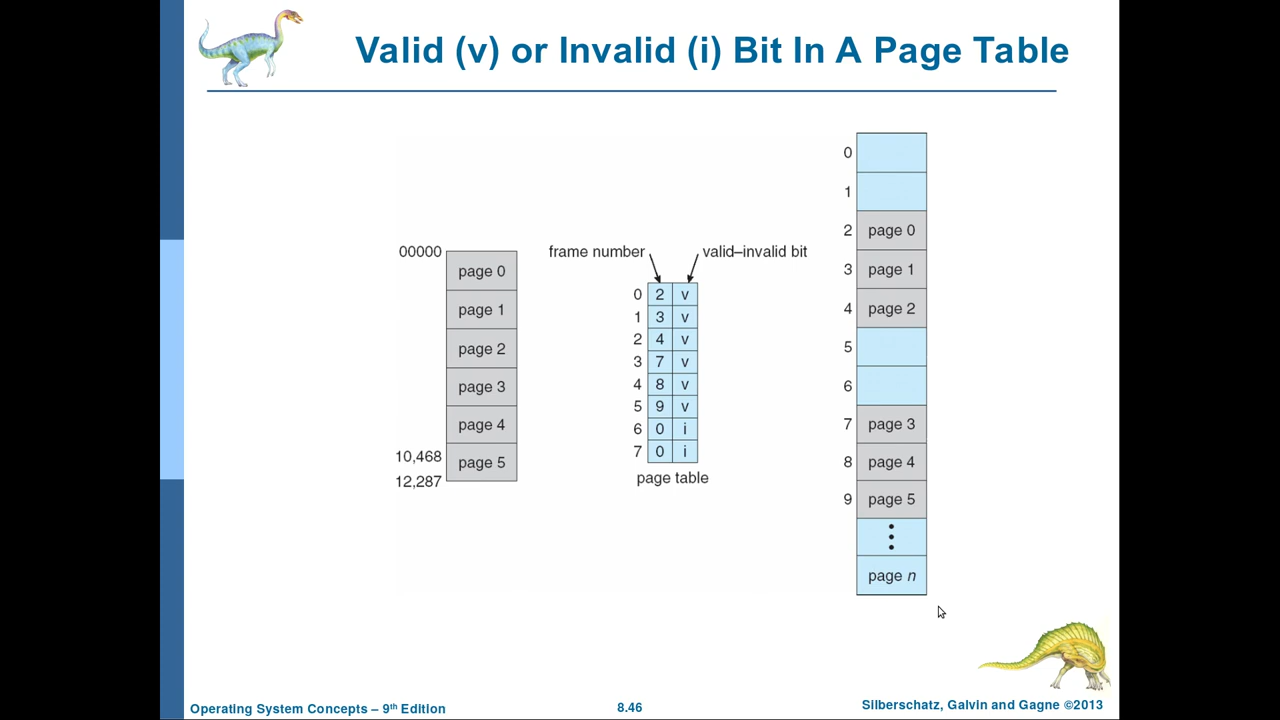 Valid (v) or Invalid (i) Bit In A Page Table
00000
page 0
page 1
page 2
page 3
page 4
10,468
page 5
12,287
frame number
valid–invalid bit
0 2 v
1 3 v
2 4 v
3 7 v
4 8 v
5 9 v
6 0 i
7 0 i
page table
0
1
2 page 0
3 page 1
4 page 2
5
6
7 page 3
8 page 4
9 page 5
page n
Operating System Concepts – 9th Edition
8.46
Silberschatz, Galvin and Gagne ©2013